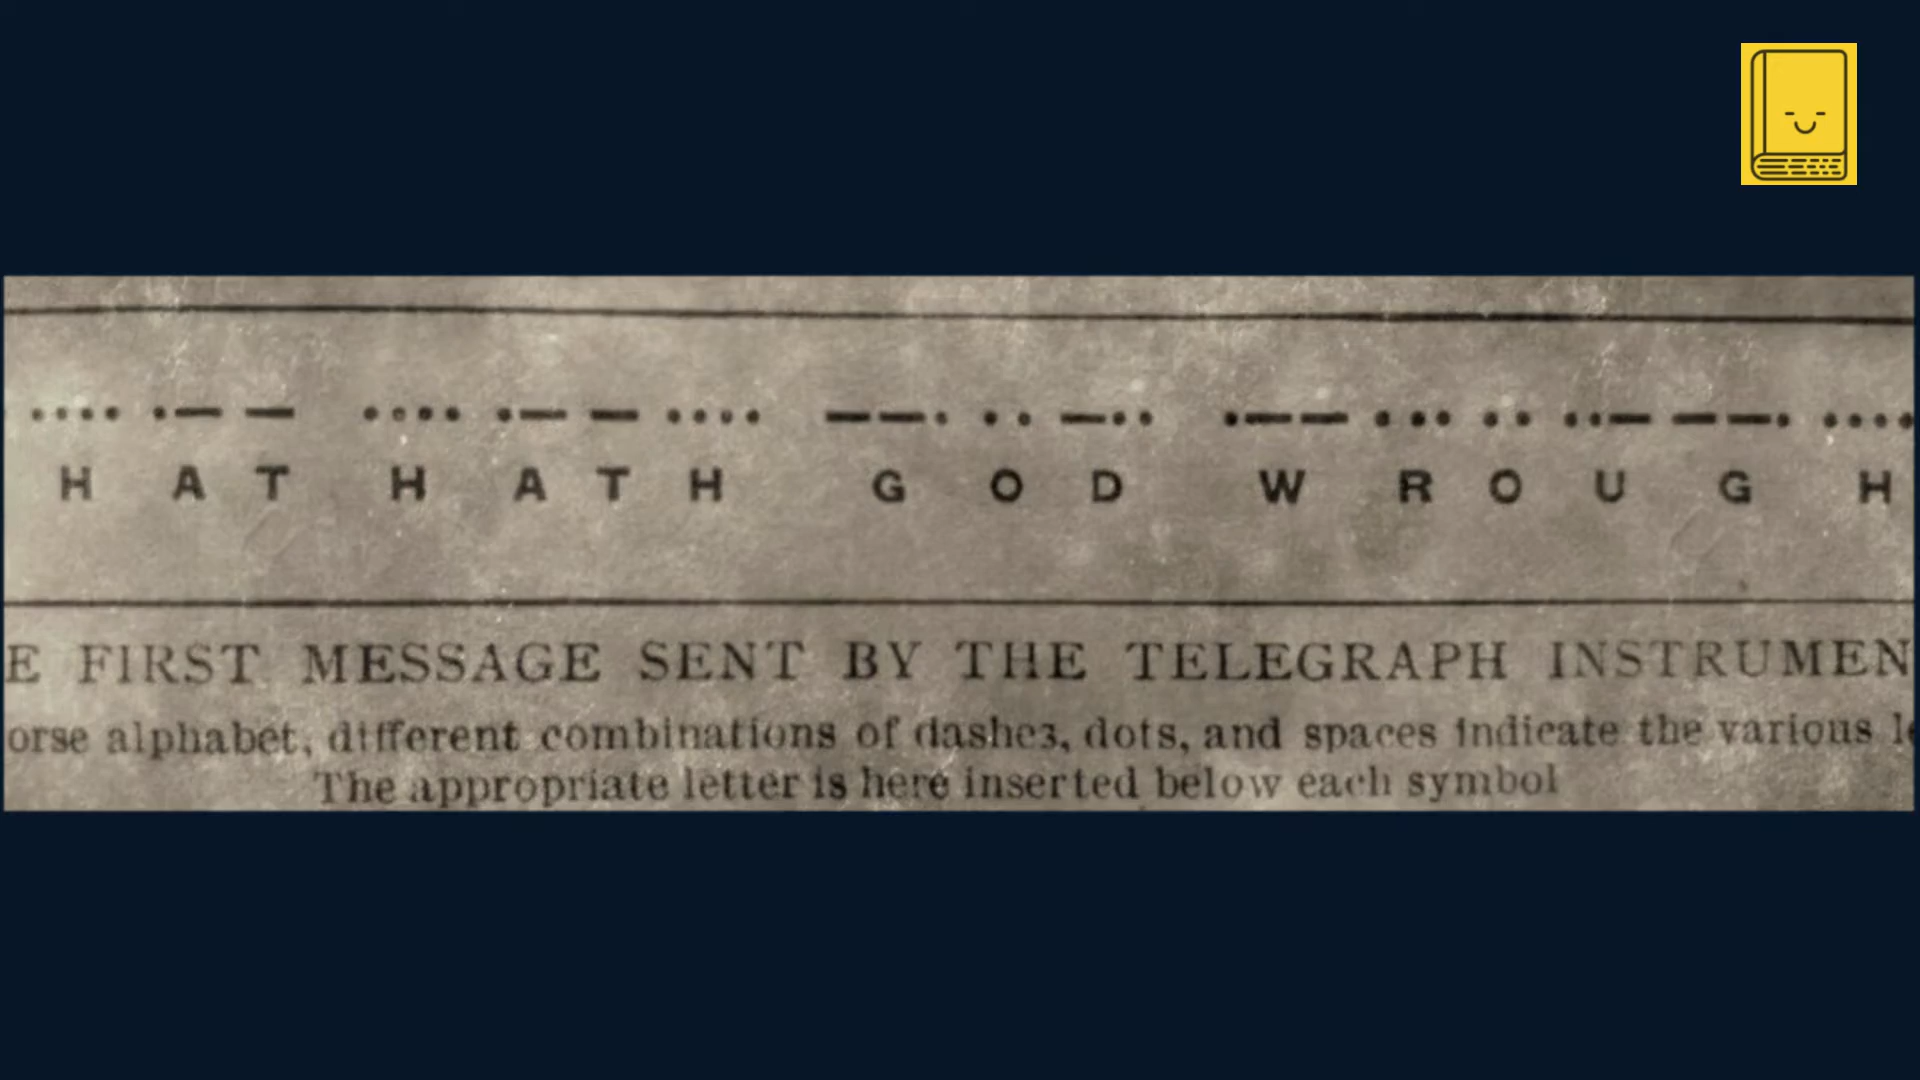 H A T H A T H G O D W R O U G H
E FIRST MESSAGE SENT BY THE TELEGRAPH INSTRUMEN
orse alphabet, different combinations of dashes, dots, and spaces indicate the various le
The appropriate letter is here inserted below each symbol